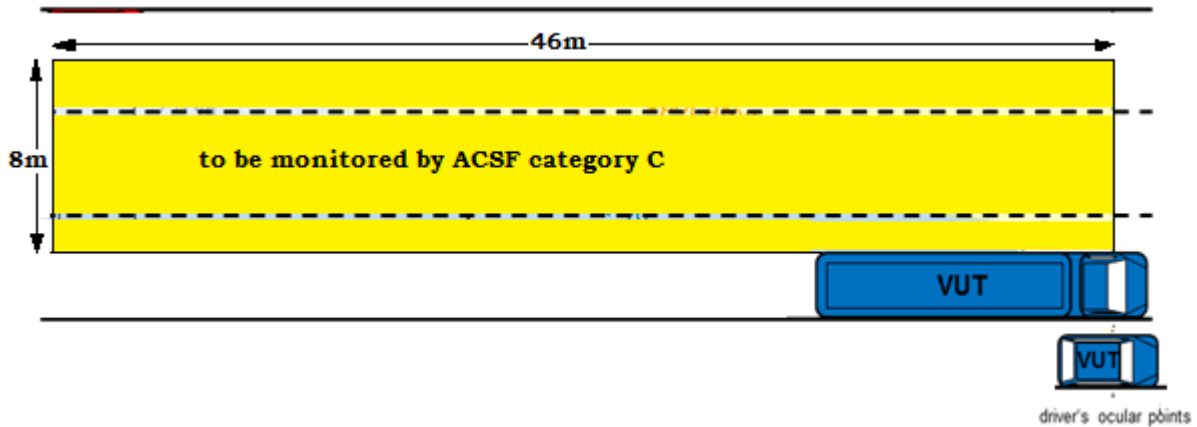 46m
8m
to be monitored by ACSF category C
VUT
VUT
driver's ocular points